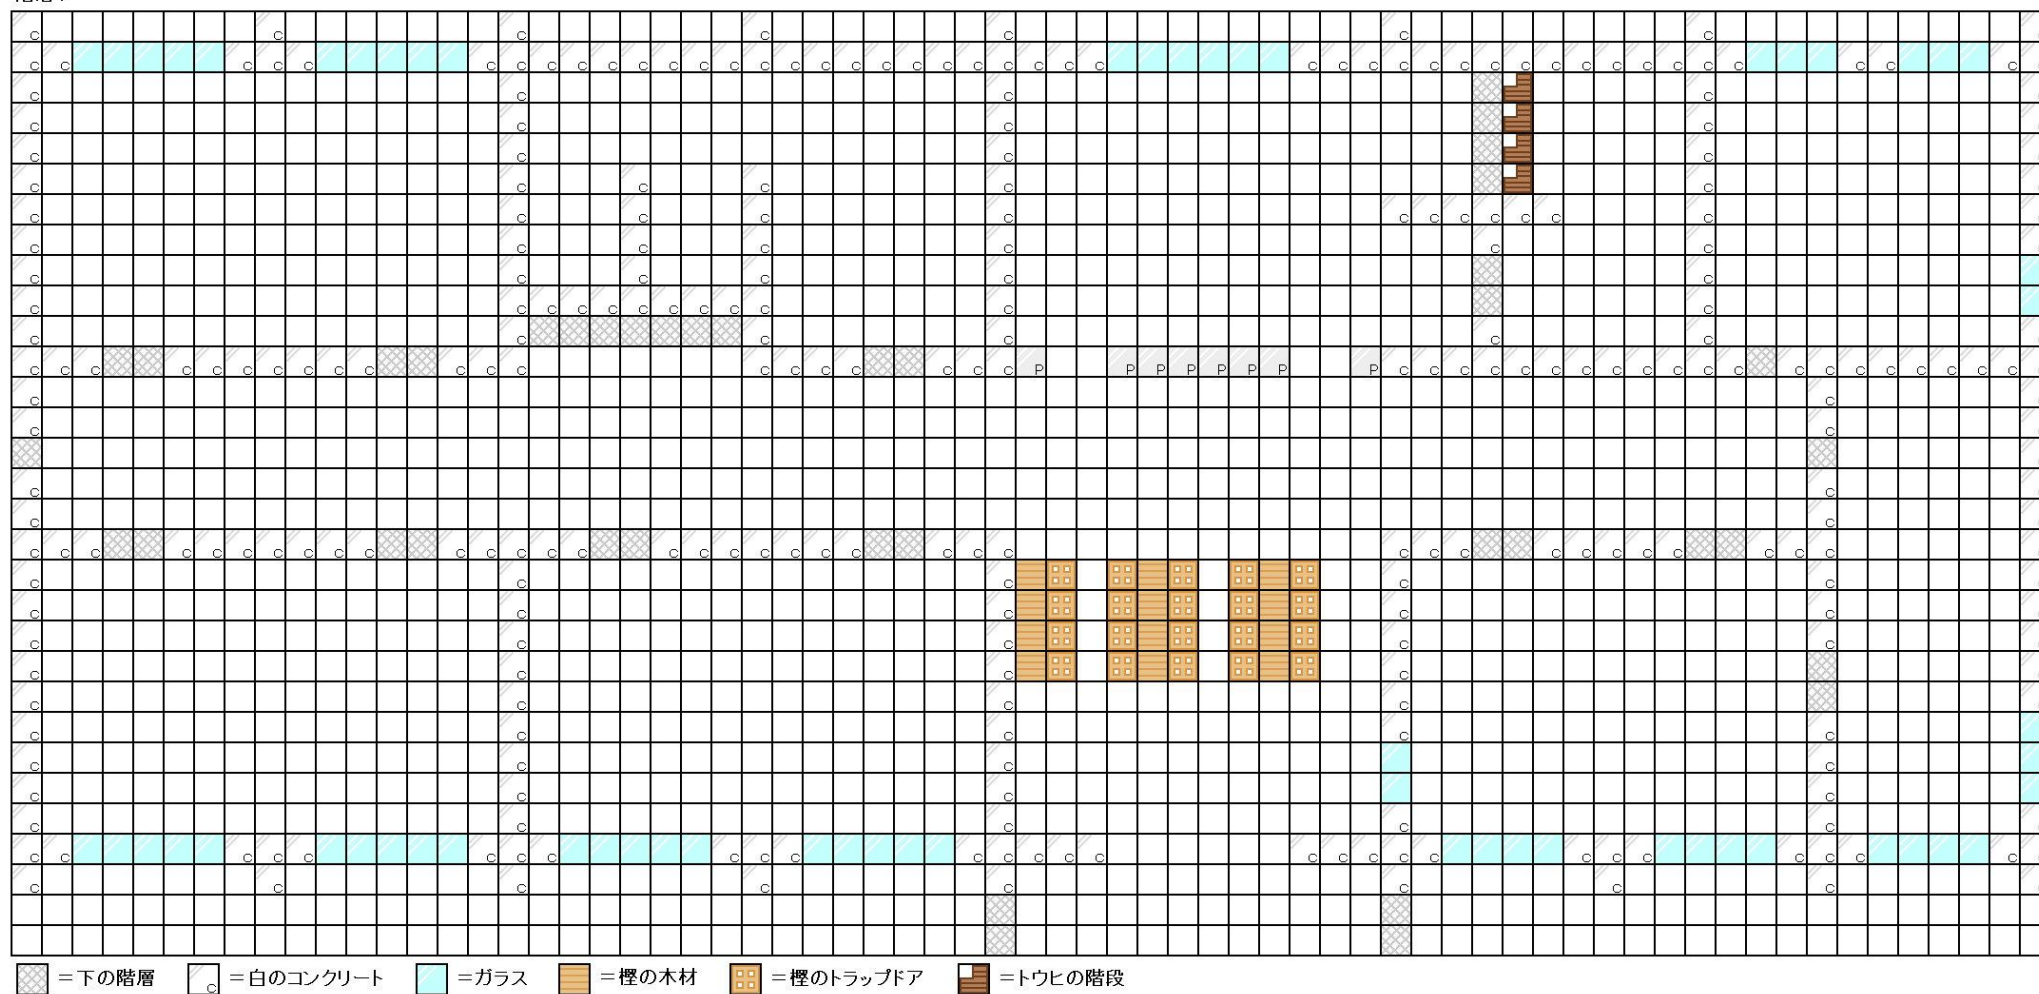 C C C C C C C
C C C C C C C C C C C C C C C C C C C C C C C C C C C C C C C C C C C C C C C C C C C C
C C C C
C C C C
C C C C
C C C C C C
C C C C C C C C C C C C
C C C C C C C
C C C C C C
C C C C C C C C C C C C
C C C C C C
C C C C C C C C C C C C C C C C C C C C P P P P P P P P C C C C C C C C C C C C C C C C C C C C
C C
C C
C C
C C
C C C C C C C C C C C C C C C C C C C C C C C C C C C C C C C C C C C C
C C C C C
C C C C C
C C C C C
C C C C
C C C C
C C C C C
C C C C
C C C C
C C C C C
C C C C C C C C C C C C C C C C C C C C C C C C C C C C
C C C C C C C C
=下の階層 C =白のコンクリート =ガラス =樫の木材 =樫のトラップドア =トウヒの階段